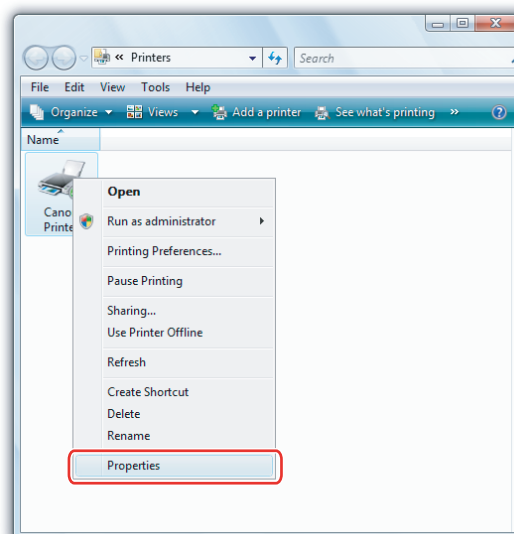 « Printers
Search
File Edit View Tools Help
Organize Views Add a printer See what's printing »
Name
Cano
Printe
Open
Run as administrator
Printing Preferences...
Pause Printing
Sharing...
Use Printer Offline
Refresh
Create Shortcut
Delete
Rename
Properties